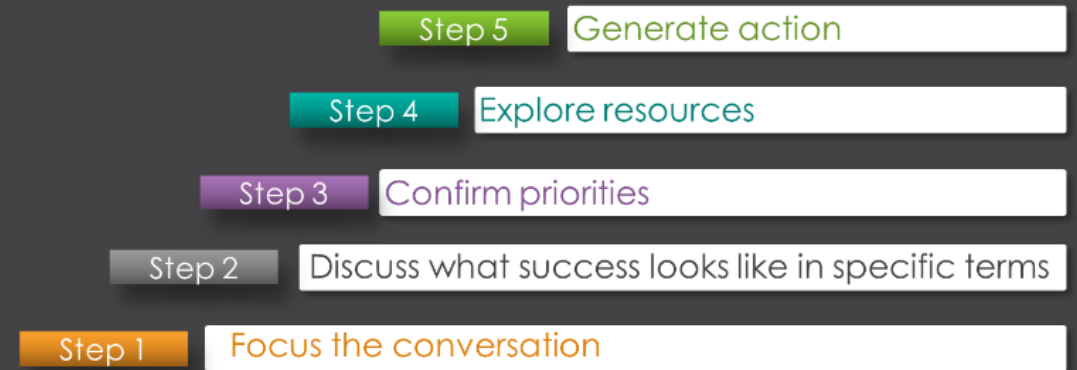 Step 5 Generate action
Step 4 Explore resources
Step 3 Confirm priorities
Step 2 Discuss what success looks like in specific terms
Step 1 Focus the conversation